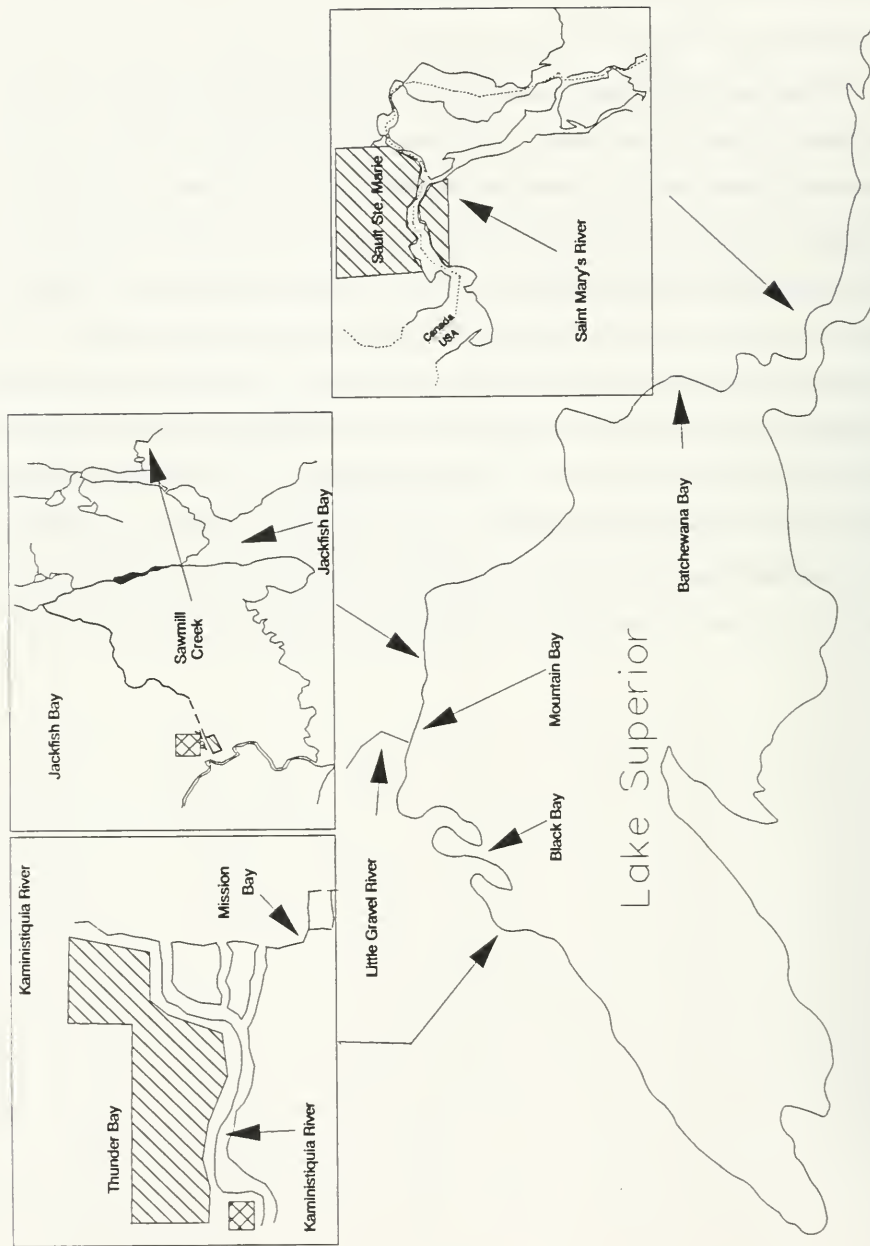 Kaministiquia River
Thunder Bay
Mission
Bay
Kaministiquia River
Jackfish Bay
Sawmill
Creek
Jackfish Bay
Sault Ste. Marie
Canada
USA
Saint Mary's River
Little Gravel River
Mountain Bay
Black Bay
Batchewana Bay
Lake Superior